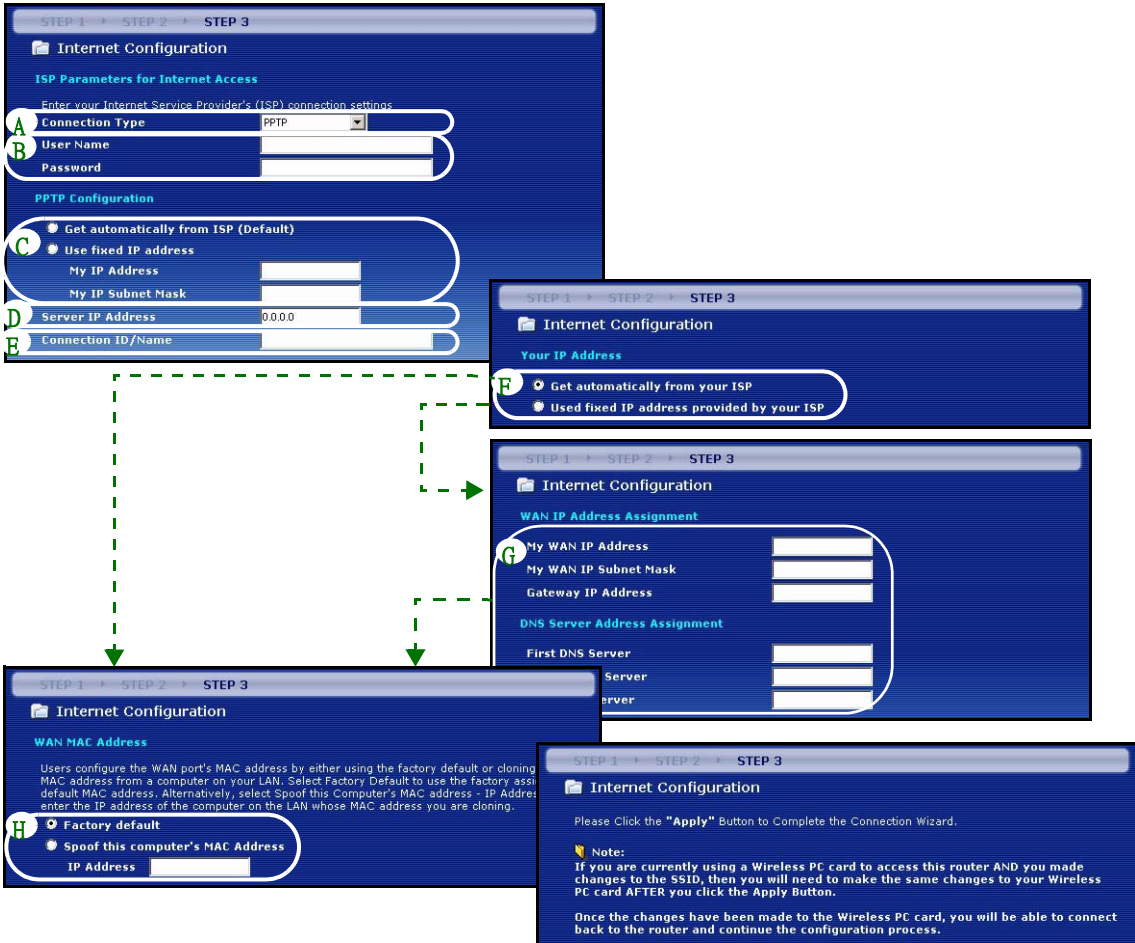 STEP 1 STEP 2 STEP 3
Internet Configuration
ISP Parameters for Internet Access
Enter your Internet Service Provider's (ISP) connection settings
A Connection Type PPTP
B User Name
Password
PPTP Configuration
C Get automatically from ISP (Default)
Use fixed IP address
My IP Address
My IP Subnet Mask
D Server IP Address 0.0.0.0
E Connection ID/Name
STEP 1 STEP 2 STEP 3
Internet Configuration
Your IP Address
F Get automatically from your ISP
Used fixed IP address provided by your ISP
STEP 1 STEP 2 STEP 3
Internet Configuration
WAN IP Address Assignment
G My WAN IP Address
My WAN IP Subnet Mask
Gateway IP Address
DNS Server Address Assignment
First DNS Server
Server
STEP 1 STEP 2 STEP 3
Internet Configuration
WAN MAC Address
Users configure the WAN port's MAC address by either using the factory default or cloning
MAC address from a computer on your LAN. Select Factory Default to use the factory
default MAC address. Alternatively, select Spoof this Computer's MAC address - IP
enter the IP address of the computer on the LAN whose MAC address you are cloning.
H Factory default
Spoof this computer's MAC Address
IP Address
STEP 1 STEP 2 STEP 3
Internet Configuration
Please Click the "Apply" Button to Complete the Connection Wizard.
Note:
If you are currently using a Wireless PC card to access this router AND you made
changes to the SSID, then you will need to make the same changes to your Wireless
PC card AFTER you click the Apply Button.
Once the changes have been made to the Wireless PC card, you will be able to connect
back to the router and continue the configuration process.